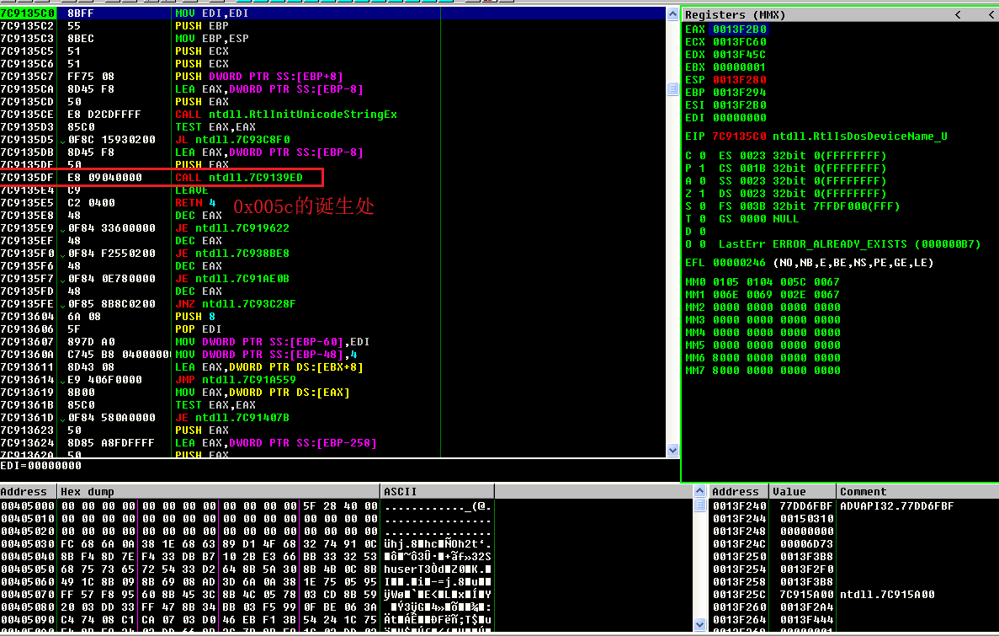 7C9135C0 8BFF MOV EDI,EDI
7C9135C2 55 PUSH EBP
7C9135C3 8BEC MOV EBP,ESP
7C9135C5 51 PUSH ECX
7C9135C6 51 PUSH ECX
7C9135C7 FF75 08 PUSH DWORD PTR SS:[EBP+8]
7C9135CA 8D45 F8 LEA EAX,DWORD PTR SS:[EBP-8]
7C9135CD 50 PUSH EAX
7C9135CE E8 D2CDFFFF CALL ntdll.RtlInitUnicodeStringEx
7C9135D3 85C0 TEST EAX,EAX
7C9135D5 0F8C 15930200 JL ntdll.7C93C8F0
7C9135DB 8D45 F8 LEA EAX,DWORD PTR SS:[EBP-8]
7C9135DE 50 PUSH EAX
7C9135DF E8 09040000 CALL ntdll.7C9139ED
7C9135E4 C9 LEAVE
7C9135E5 C2 0400 RETN 4
0x005c的诞生处
7C9135E8 48 DEC EAX
7C9135E9 0F84 33600000 JE ntdll.7C919622
7C9135EF 48 DEC EAX
7C9135F0 0F84 F2550200 JE ntdll.7C938BE8
7C9135F6 48 DEC EAX
7C9135F7 0F84 0E780000 JE ntdll.7C91AE0B
7C9135FD 48 DEC EAX
7C9135FE 0F85 8B8C0200 JNZ ntdll.7C93C28F
7C913604 6A 08 PUSH 8
7C913606 5F POP EDI
7C913607 897D A0 MOV DWORD PTR SS:[EBP-60],EDI
7C91360A C745 B8 0400000 MOV DWORD PTR SS:[EBP-48],4
7C913611 8D43 08 LEA EAX,DWORD PTR DS:[EBX+8]
7C913614 E9 406F0000 JMP ntdll.7C91A559
7C913619 8B00 MOV EAX,DWORD PTR DS:[EAX]
7C91361B 85C0 TEST EAX,EAX
7C91361D 0F84 580A0000 JE ntdll.7C91407B
7C913623 50 PUSH EAX
7C913624 8D85 A8FDFFFF LEA EAX,DWORD PTR SS:[EBP-258]
7C91362A 50 PUSH EAX
EDI=00000000
Registers (MMX) < <
EAX 0013F2B0
ECX 0013FC60
EDX 0013F45C
EBX 00000001
ESP 0013F280
EBP 0013F294
ESI 0013F2B0
EDI 00000000
EIP 7C9135C0 ntdll.RtlIsDosDeviceName_U
C 0 ES 0023 32bit 0(FFFFFFFF)
P 1 CS 001B 32bit 0(FFFFFFFF)
A 0 SS 0023 32bit 0(FFFFFFFF)
Z 1 DS 0023 32bit 0(FFFFFFFF)
S 0 FS 003B 32bit 7FFDF000(FFF)
T 0 GS 0000 NULL
D 0
O 0 LastErr ERROR_ALREADY_EXISTS (000000B7)
EFL 00000246 (NO,NB,E,BE,NS,PE,GE,LE)
MM0 0105 0104 005C 0067
MM1 006E 0069 002E 0067
MM2 0000 0000 0000 0000
MM3 0000 0000 0000 0000
MM4 0000 0000 0000 0000
MM5 0000 0000 0000 0000
MM6 8000 0000 0000 0000
MM7 8000 0000 0000 0000
Address Hex dump ASCII
00405000 00 00 00 00 00 00 00 00 00 00 00 00 5F 28 40 00 ............_(@.
00405010 00 00 00 00 00 00 00 00 00 00 00 00 00 00 00 00 ................
00405020 00 00 00 00 00 00 00 00 00 00 00 00 00 00 00 00 ................
00405030 FC 68 6A 0A 38 1E 68 63 89 D1 4F 68 32 74 91 0C
00405040 8B F4 8D 7E F4 33 DB B7 10 2B E3 66 BB 33 32 53
00405050 68 75 73 65 72 54 33 D2 64 8B 5A 30 8B 4B 0C 8B
00405060 49 1C 8B 09 8B 69 08 AD 3D 6A 0A 38 1E 75 05 95
00405070 FF 57 F8 95 60 8B 45 3C 8B 4C 05 78 03 CD 8B 59
00405080 20 03 DD 33 FF 47 8B 34 BB 03 F5 99 0F BE 06 3A
00405090 C4 74 08 C1 CA 07 03 D0 46 EB F1 3B 54 24 1C 75
Address Value Comment
0013F240 77DD6FBF ADVAPI32.77DD6FBF
0013F244 00150310
0013F248 00000000
0013F24C 00006D73
0013F250 0013F3B8
0013F254 0013F2F0
0013F258 0013F3B8
0013F25C 7C915A00 ntdll.7C915A00
0013F260 0013F2A4
0013F264 0013F444